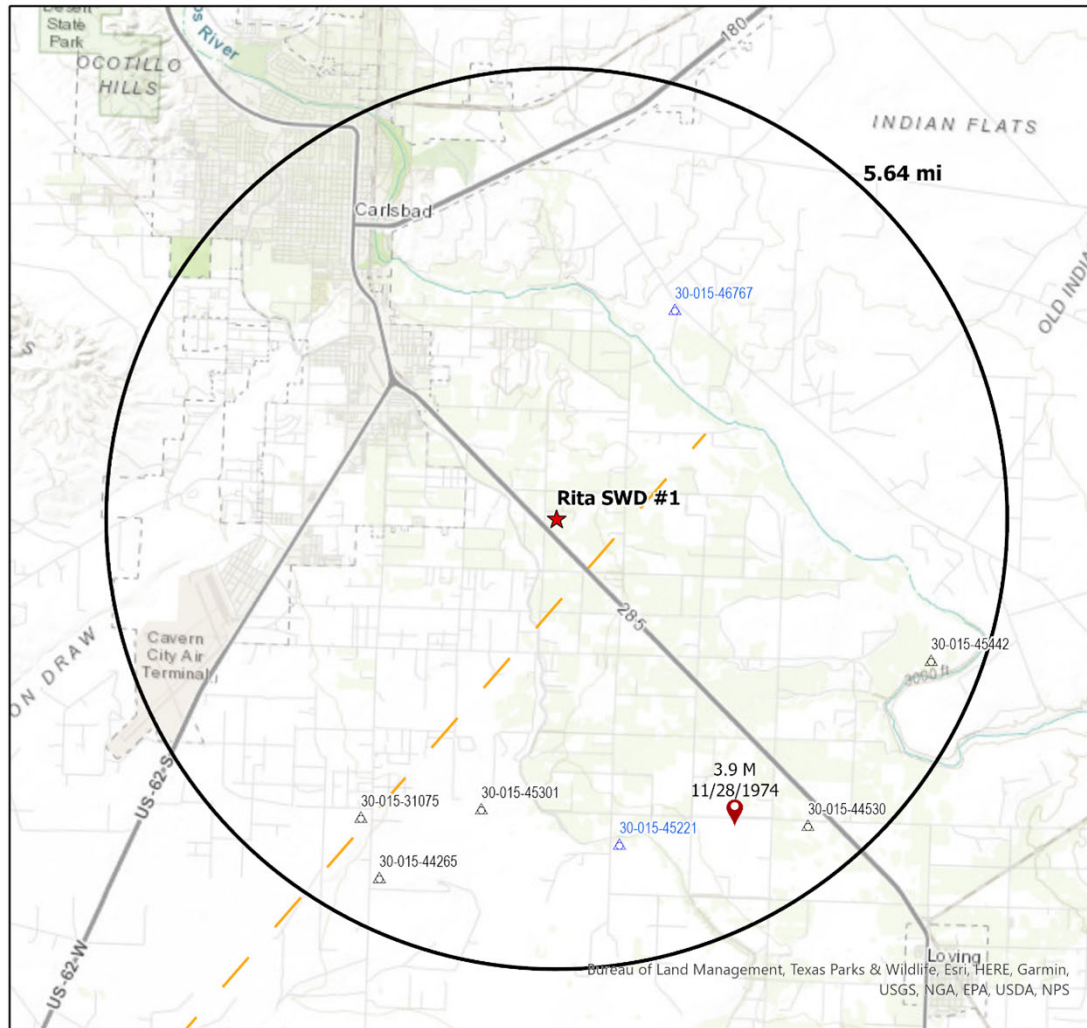 Desert
State
Park
os River
OCOTILLO
HILLS
180
INDIAN FLATS
5.64 mi
Carlsbad
OLD INDIA
S
30-015-46767
Rita SWD #1
285
30-015-45442
3000 ft
Cavern
City Air
Terminal
ON DRAW
US-62-S
3.9 M
11/28/1974
30-015-45301
30-015-31075
30-015-44530
30-015-45221
30-015-44265
US-62-W
Loving
Bureau of Land Management, Texas Parks & Wildlife, Esri, HERE, Garmin,
USGS, NGA, EPA, USDA, NPS